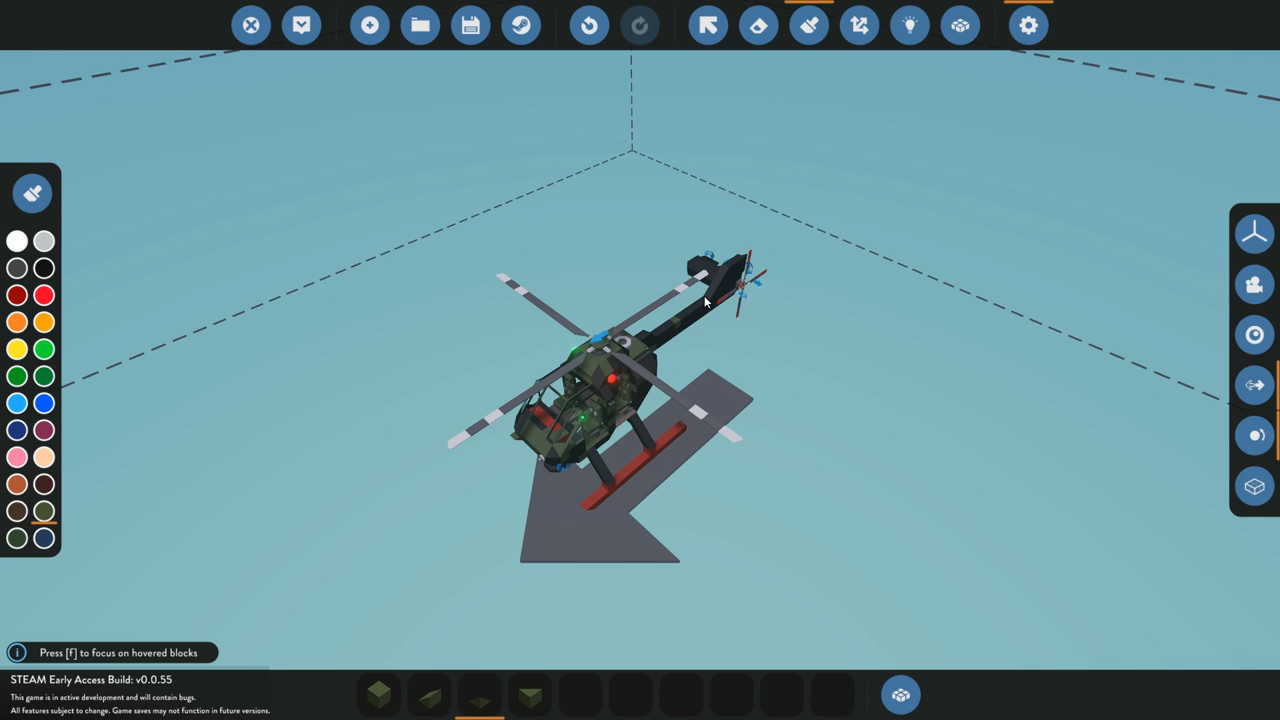 Press [f] to focus on hovered blocks
STEAM Early Access Build: v0.0.55
This game is in active development and will contain bugs.
All features subject to change. Game saves may not function in future versions.